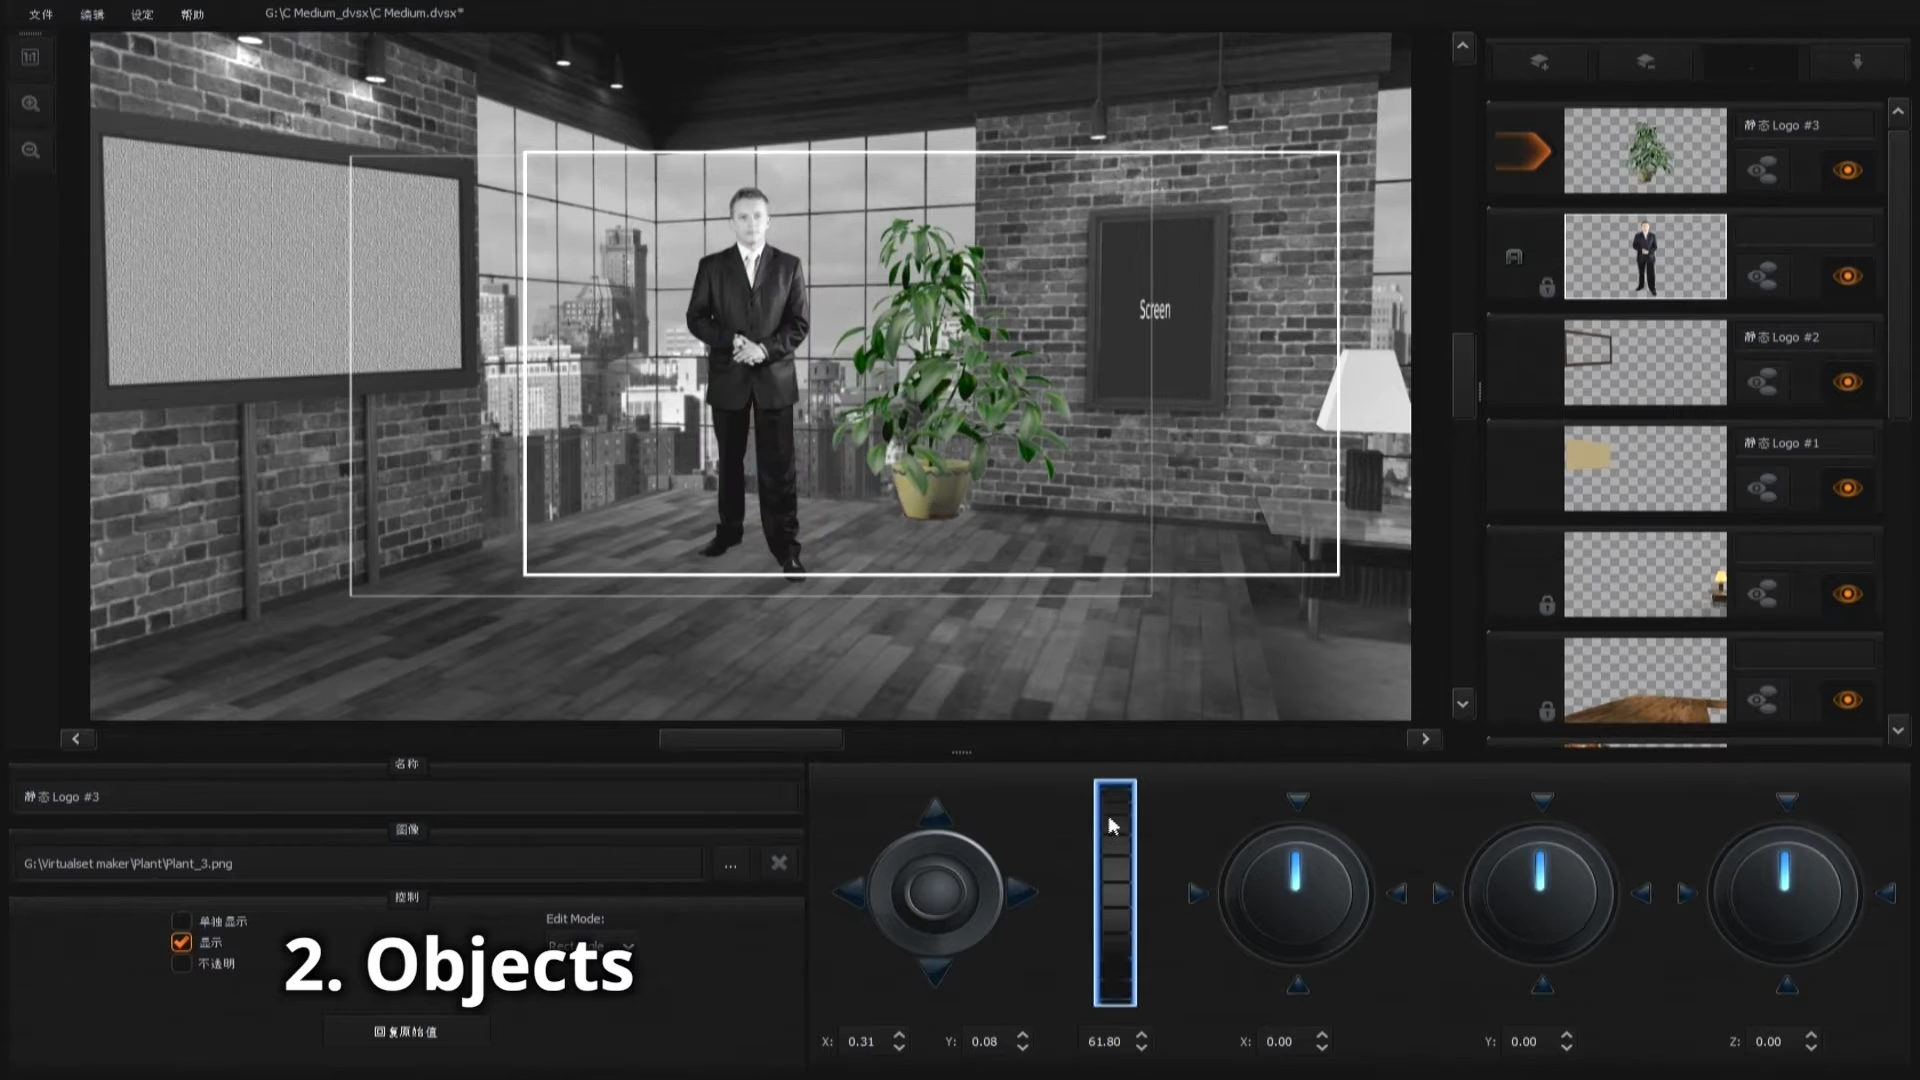 文件 编辑 设定 帮助 G:\C Medium_dvsx\C Medium.dvsx*
1:1
静态 Logo #3
静态 Logo #2
静态 Logo #1
Screen
名称
静态 Logo #3
图像
G:\Virtualset maker\Plant\Plant_3.png
...
控制
单独显示
显示
不透明
Edit Mode:
Rectangle
2. Objects
回复原始值
X: 0.31 Y: 0.08 61.80 X: 0.00 Y: 0.00 Z: 0.00